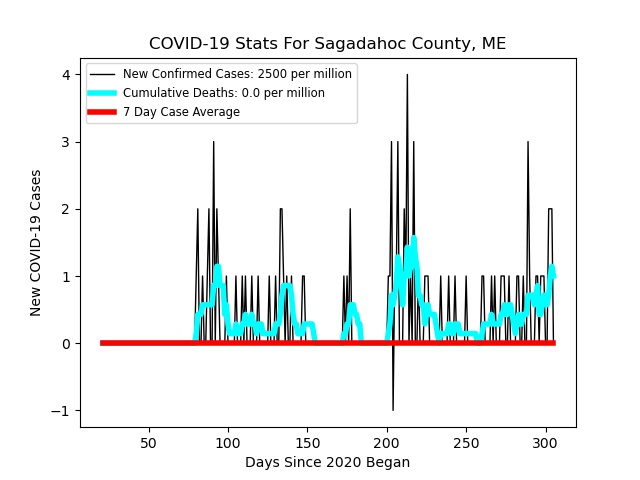 COVID-19 Stats For Sagadahoc County, ME
New Confirmed Cases: 2500 per million
Cumulative Deaths: 0.0 per million
7 Day Case Average
New COVID-19 Cases
4
3
2
1
0
−1
50 100 150 200 250 300
Days Since 2020 Began